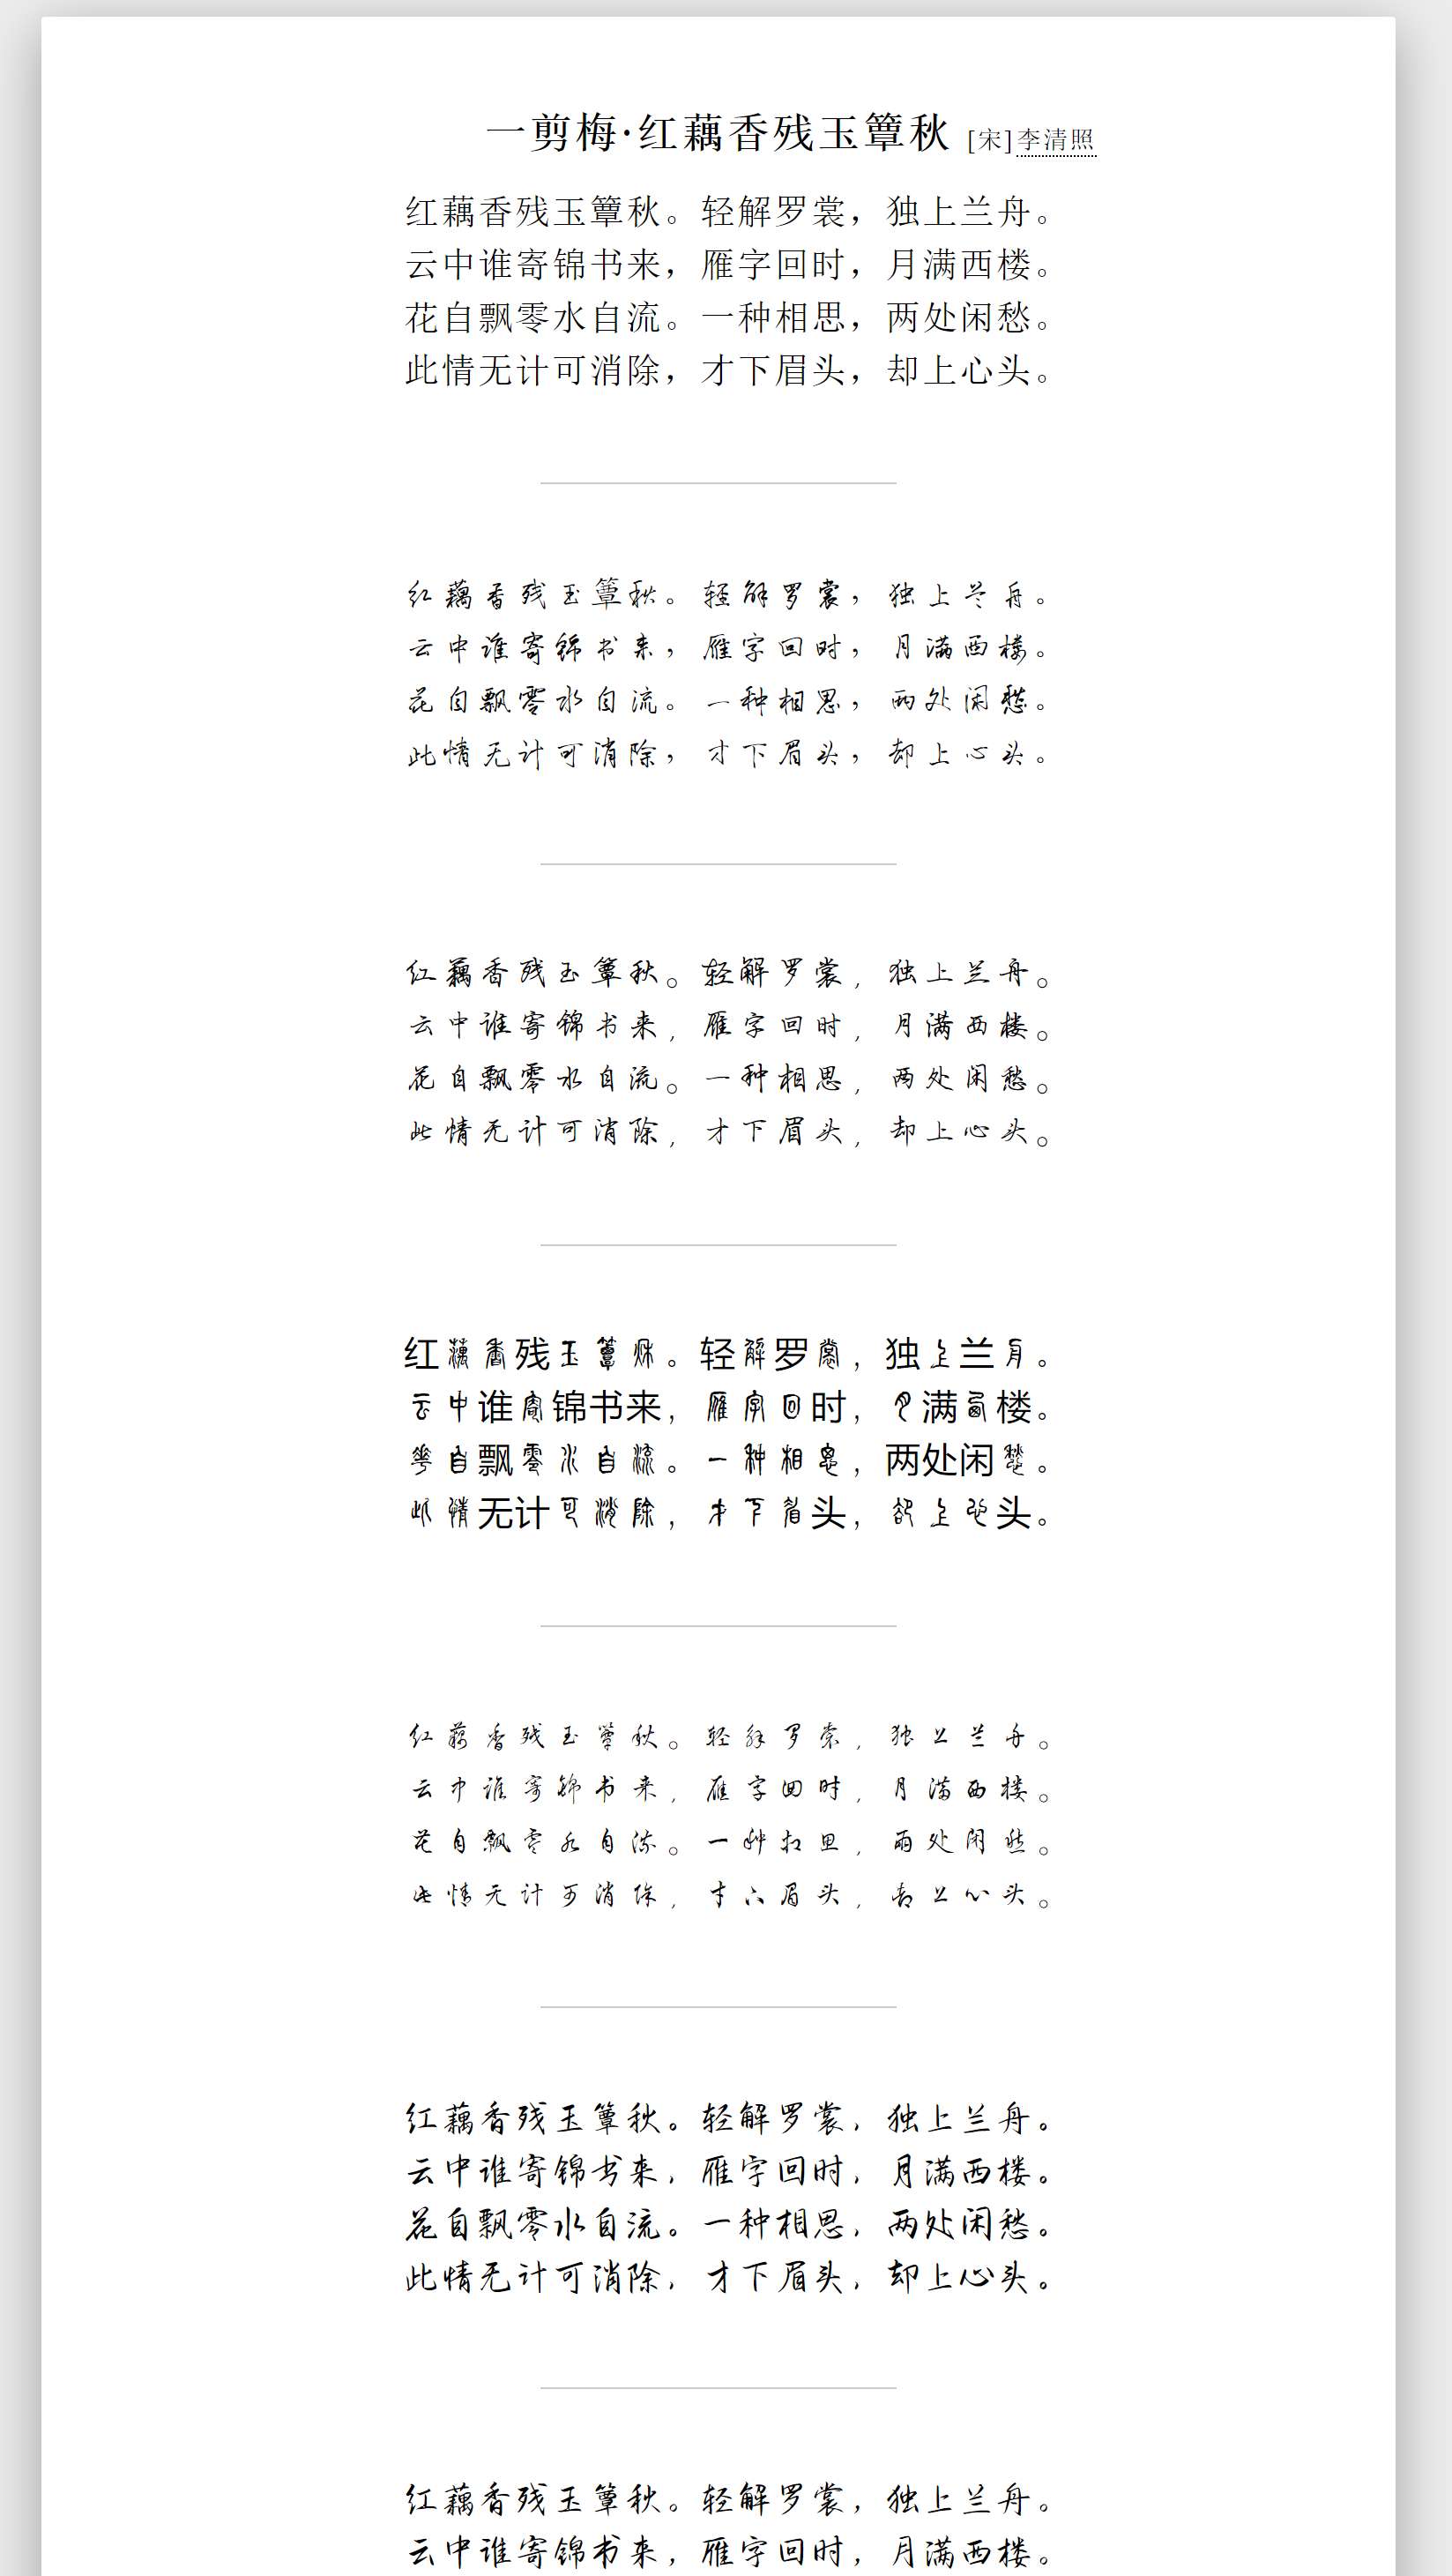 一剪梅·红藕香残玉簟秋 [宋]李清照
红藕香残玉簟秋。轻解罗裳，独上兰舟。
云中谁寄锦书来，雁字回时，月满西楼。
花自飘零水自流。一种相思，两处闲愁。
此情无计可消除，才下眉头，却上心头。
红藕香残玉簟秋。轻解罗裳，独上兰舟。
云中谁寄锦书来，雁字回时，月满西楼。
花自飘零水自流。一种相思，两处闲愁。
此情无计可消除，才下眉头，却上心头。
红藕香残玉簟秋。轻解罗裳，独上兰舟。
云中谁寄锦书来，雁字回时，月满西楼。
花自飘零水自流。一种相思，两处闲愁。
此情无计可消除，才下眉头，却上心头。
红藕香残玉簟秋。轻解罗裳，独上兰舟。
云中谁寄锦书来，雁字回时，月满西楼。
花自飘零水自流。一种相思，两处闲愁。
此情无计可消除，才下眉头，却上心头。
红藕香残玉簟秋。轻解罗裳，独上兰舟。
云中谁寄锦书来，雁字回时，月满西楼。
花自飘零水自流。一种相思，两处闲愁。
此情无计可消除，才下眉头，却上心头。
红藕香残玉簟秋。轻解罗裳，独上兰舟。
云中谁寄锦书来，雁字回时，月满西楼。
花自飘零水自流。一种相思，两处闲愁。
此情无计可消除，才下眉头，却上心头。
红藕香残玉簟秋。轻解罗裳，独上兰舟。
云中谁寄锦书来，雁字回时，月满西楼。